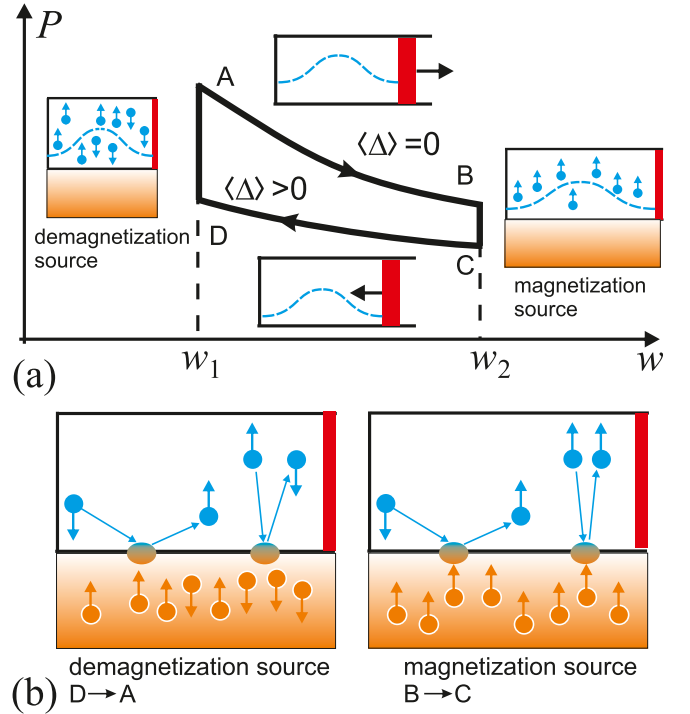 P
A
⟨Δ⟩ =0
B
⟨Δ⟩ >0
D
C
demagnetization
source
magnetization
source
w₁
w₂
w
(a)
demagnetization source
D→A
magnetization source
B→C
(b)